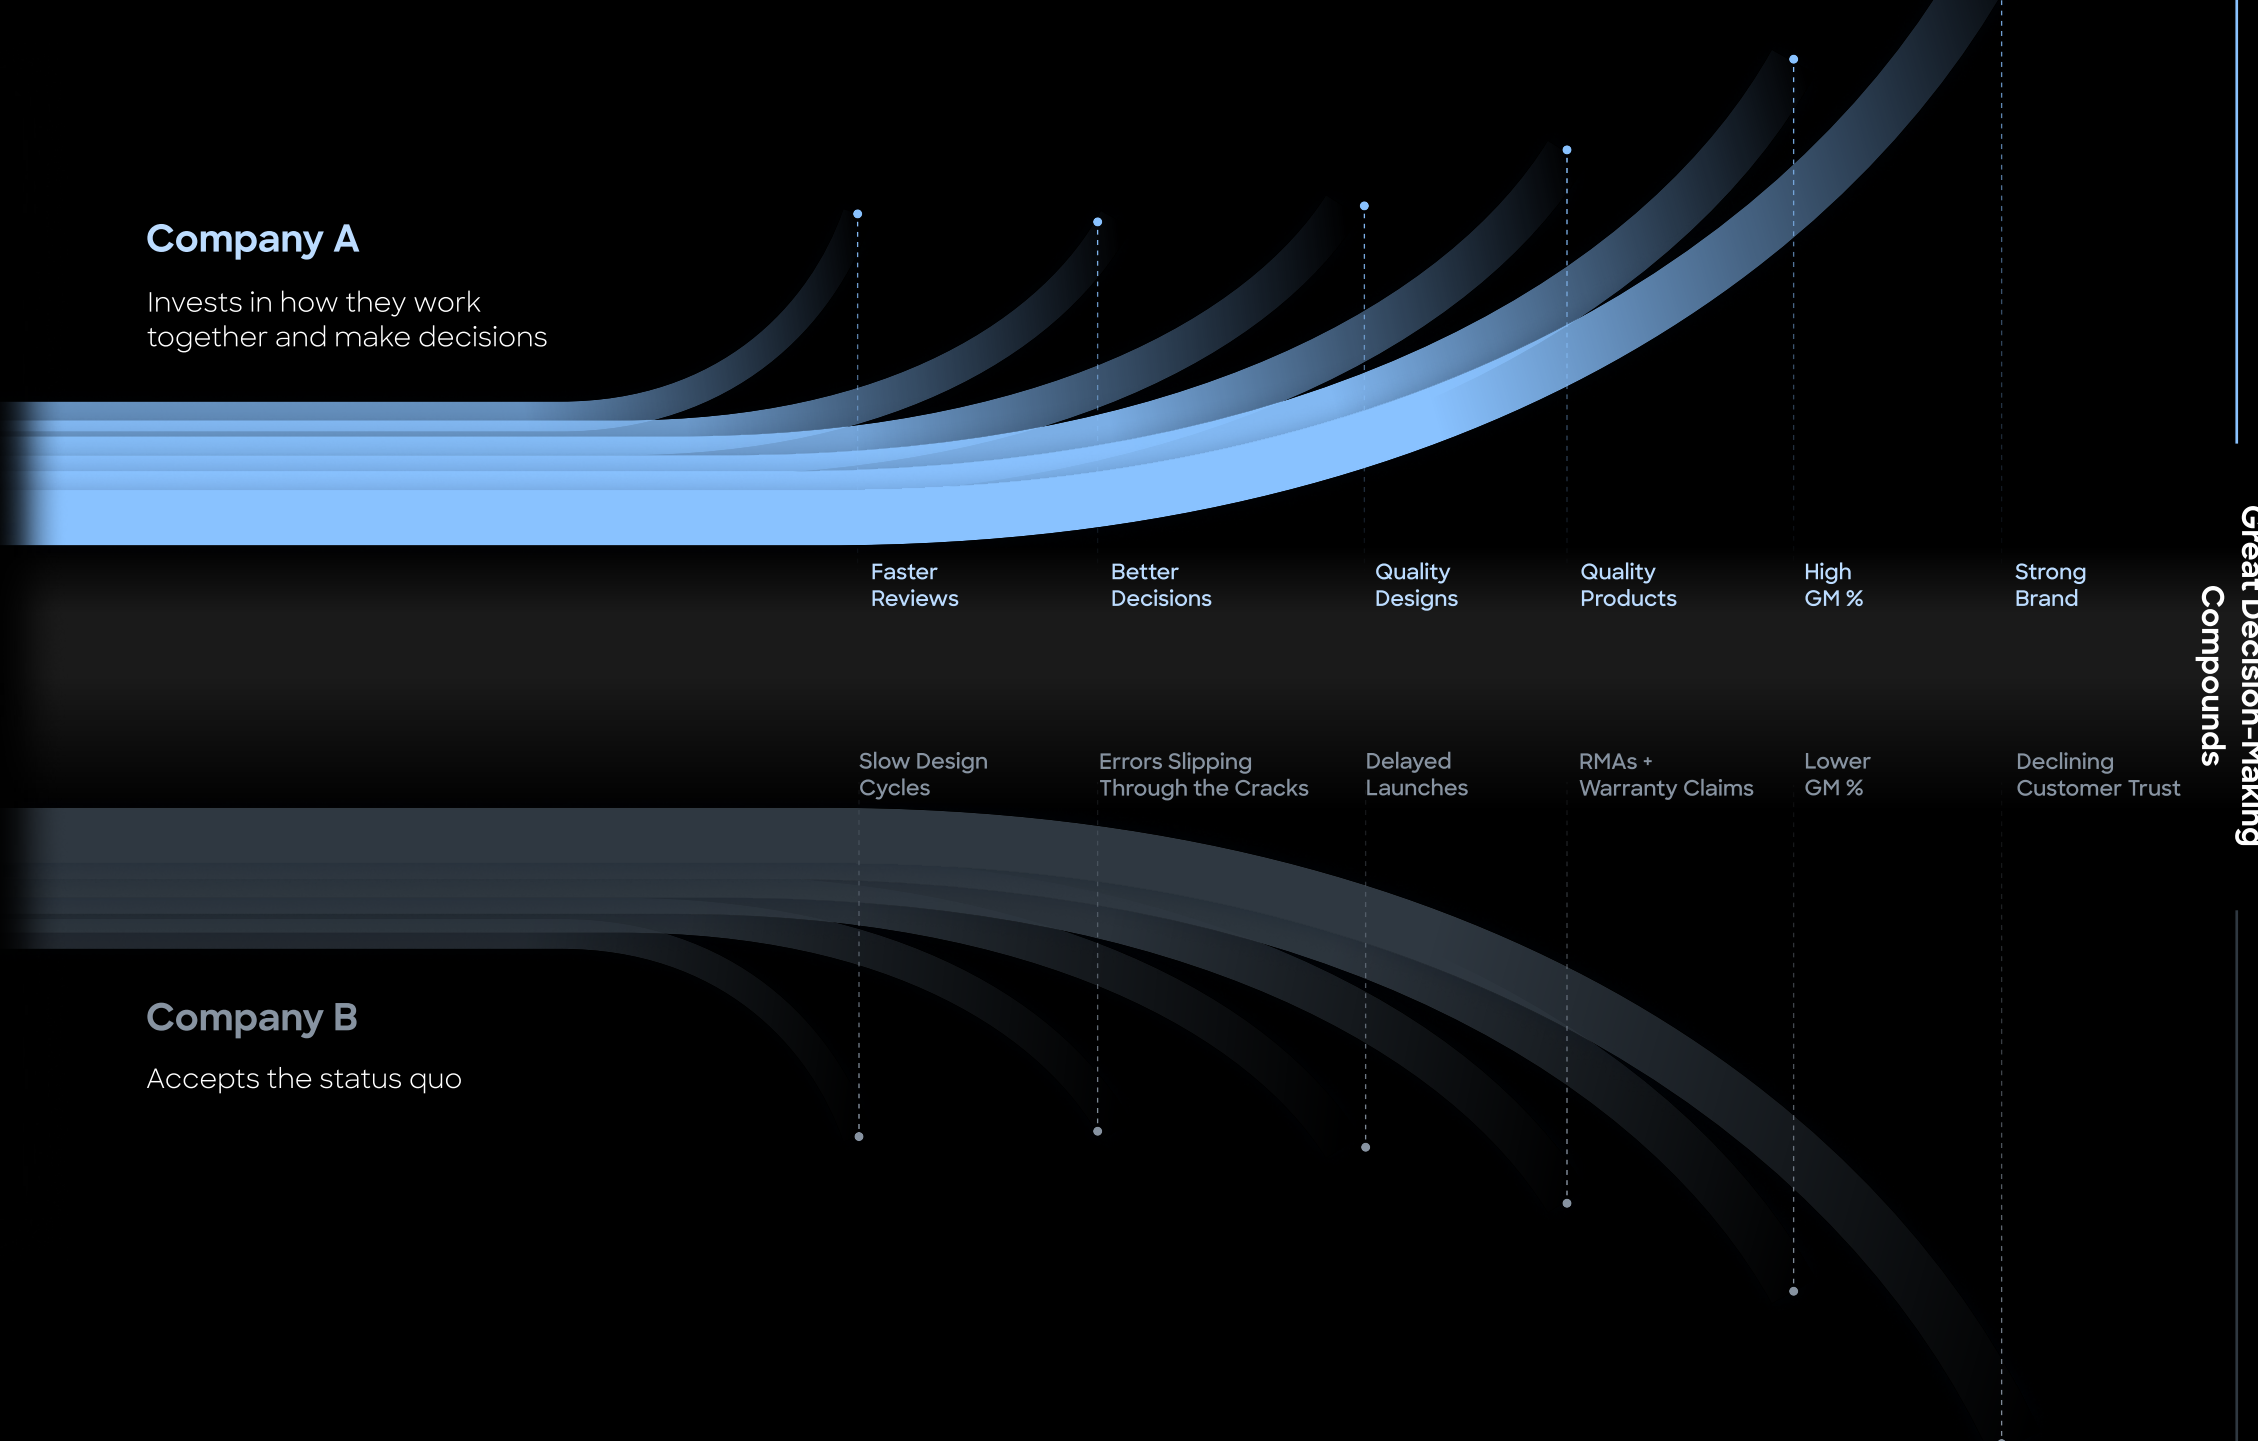 Company A
Invests in how they work
together and make decisions
Faster
Reviews
Better
Decisions
Quality
Designs
Quality
Products
High
GM %
Strong
Brand
Great Decision-Making
Compounds
Slow Design
Cycles
Errors Slipping
Through the Cracks
Delayed
Launches
RMAs +
Warranty Claims
Lower
GM %
Declining
Customer Trust
Company B
Accepts the status quo